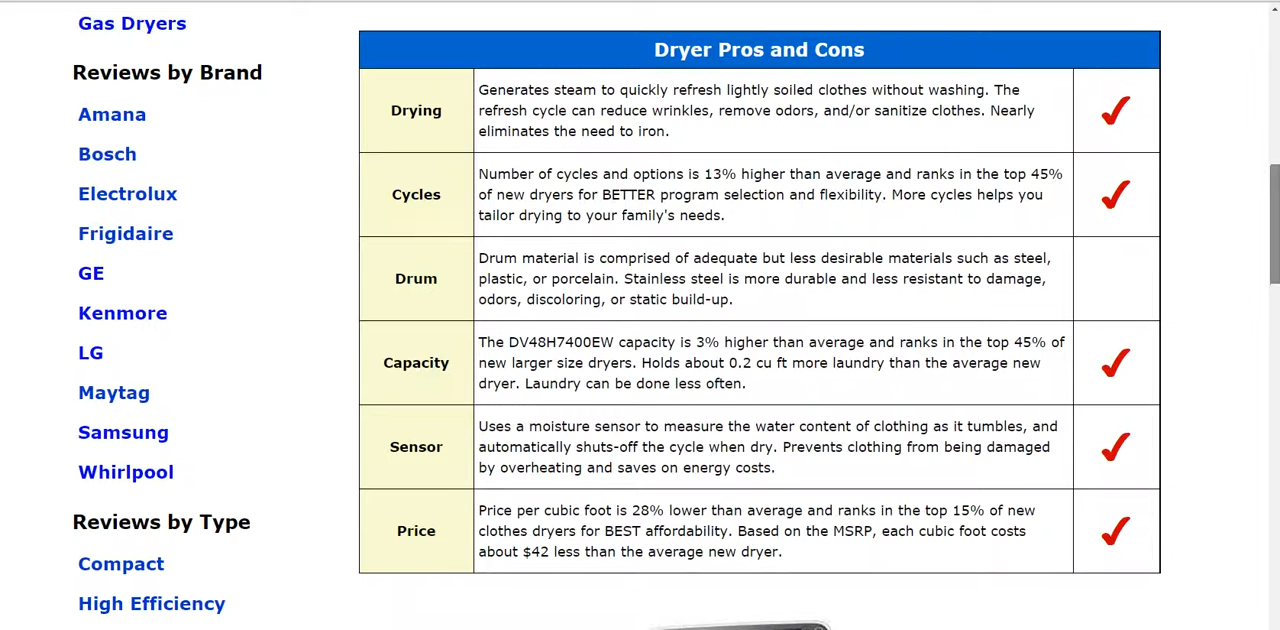 Gas Dryers
Reviews by Brand
Amana
Bosch
Electrolux
Frigidaire
GE
Kenmore
LG
Maytag
Samsung
Whirlpool
Reviews by Type
Compact
High Efficiency
Dryer Pros and Cons
Drying
Generates steam to quickly refresh lightly soiled clothes without washing. The
refresh cycle can reduce wrinkles, remove odors, and/or sanitize clothes. Nearly
eliminates the need to iron.
Cycles
Number of cycles and options is 13% higher than average and ranks in the top 45%
of new dryers for BETTER program selection and flexibility. More cycles helps you
tailor drying to your family's needs.
Drum
Drum material is comprised of adequate but less desirable materials such as steel,
plastic, or porcelain. Stainless steel is more durable and less resistant to damage,
odors, discoloring, or static build-up.
Capacity
The DV48H7400EW capacity is 3% higher than average and ranks in the top 45% of
new larger size dryers. Holds about 0.2 cu ft more laundry than the average new
dryer. Laundry can be done less often.
Sensor
Uses a moisture sensor to measure the water content of clothing as it tumbles, and
automatically shuts-off the cycle when dry. Prevents clothing from being damaged
by overheating and saves on energy costs.
Price
Price per cubic foot is 28% lower than average and ranks in the top 15% of new
clothes dryers for BEST affordability. Based on the MSRP, each cubic foot costs
about $42 less than the average new dryer.